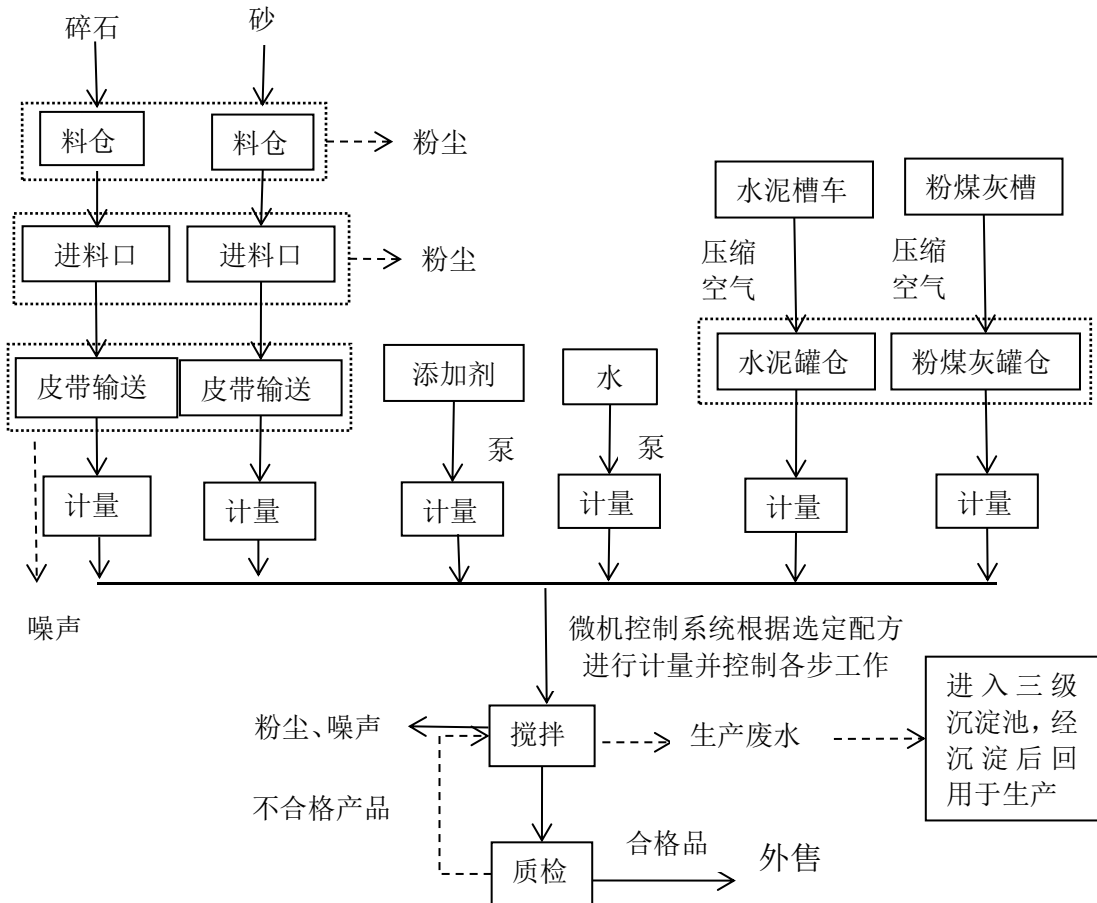 碎石
砂
料仓
料仓
粉尘
水泥槽车
粉煤灰槽
进料口
进料口
粉尘
压缩
空气
压缩
空气
皮带输送
皮带输送
添加剂
水
水泥罐仓
粉煤灰罐仓
泵
泵
计量
计量
计量
计量
计量
计量
噪声
微机控制系统根据选定配方
进行计量并控制各步工作
粉尘、噪声
搅拌
生产废水
进入三级
沉淀池，经
沉淀后回
用于生产
不合格产品
质检
合格品
外售